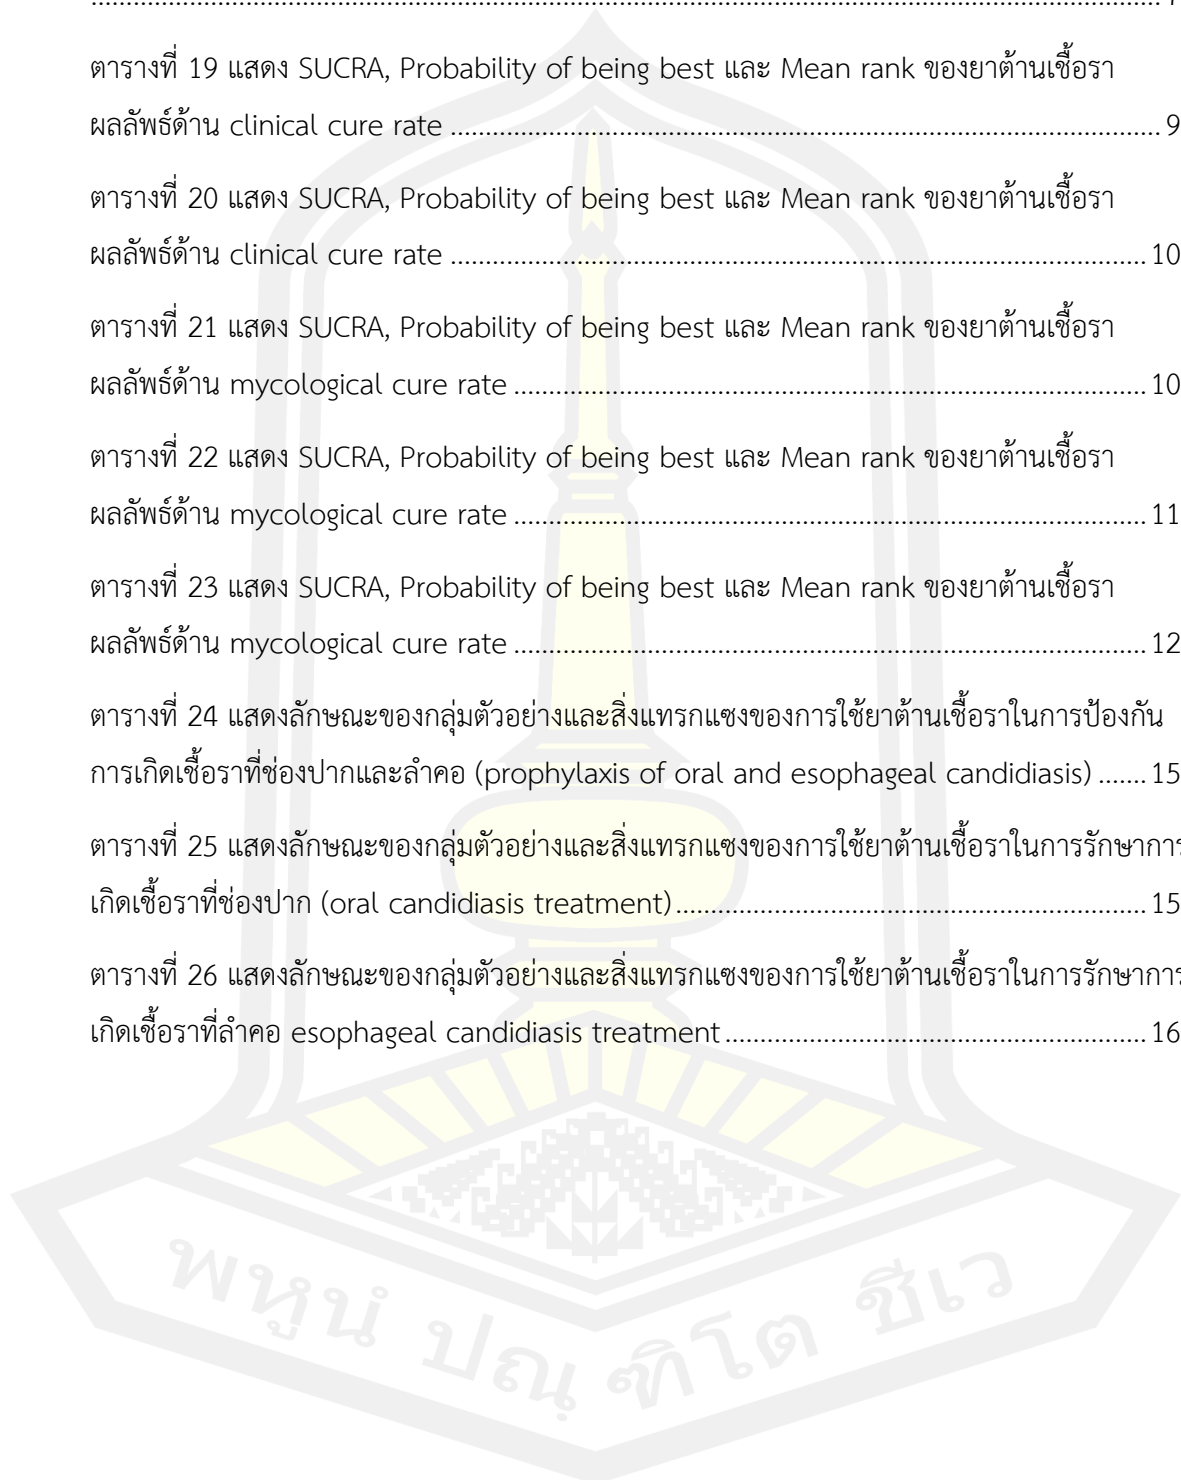 ตารางที่ 19 แสดง SUCRA, Probability of being best และ Mean rank ของยาต้านเชื้อรา
ผลลัพธ์ด้าน clinical cure rate ........ 9
ตารางที่ 20 แสดง SUCRA, Probability of being best และ Mean rank ของยาต้านเชื้อรา
ผลลัพธ์ด้าน clinical cure rate ........ 10
ตารางที่ 21 แสดง SUCRA, Probability of being best และ Mean rank ของยาต้านเชื้อรา
ผลลัพธ์ด้าน mycological cure rate ........ 10
ตารางที่ 22 แสดง SUCRA, Probability of being best และ Mean rank ของยาต้านเชื้อรา
ผลลัพธ์ด้าน mycological cure rate ........ 11
ตารางที่ 23 แสดง SUCRA, Probability of being best และ Mean rank ของยาต้านเชื้อรา
ผลลัพธ์ด้าน mycological cure rate ........ 12
ตารางที่ 24 แสดงลักษณะของกลุ่มตัวอย่างและสิ่งแทรกแซงของการใช้ยาต้านเชื้อราในการป้องกัน
การเกิดเชื้อราที่ช่องปากและลำคอ (prophylaxis of oral and esophageal candidiasis) ....... 15
ตารางที่ 25 แสดงลักษณะของกลุ่มตัวอย่างและสิ่งแทรกแซงของการใช้ยาต้านเชื้อราในการรักษาการ
เกิดเชื้อราที่ช่องปาก (oral candidiasis treatment) ........ 15
ตารางที่ 26 แสดงลักษณะของกลุ่มตัวอย่างและสิ่งแทรกแซงของการใช้ยาต้านเชื้อราในการรักษาการ
เกิดเชื้อราที่ลำคอ esophageal candidiasis treatment ........ 16
พหูนํ ปณฺฑิโต ชีเว